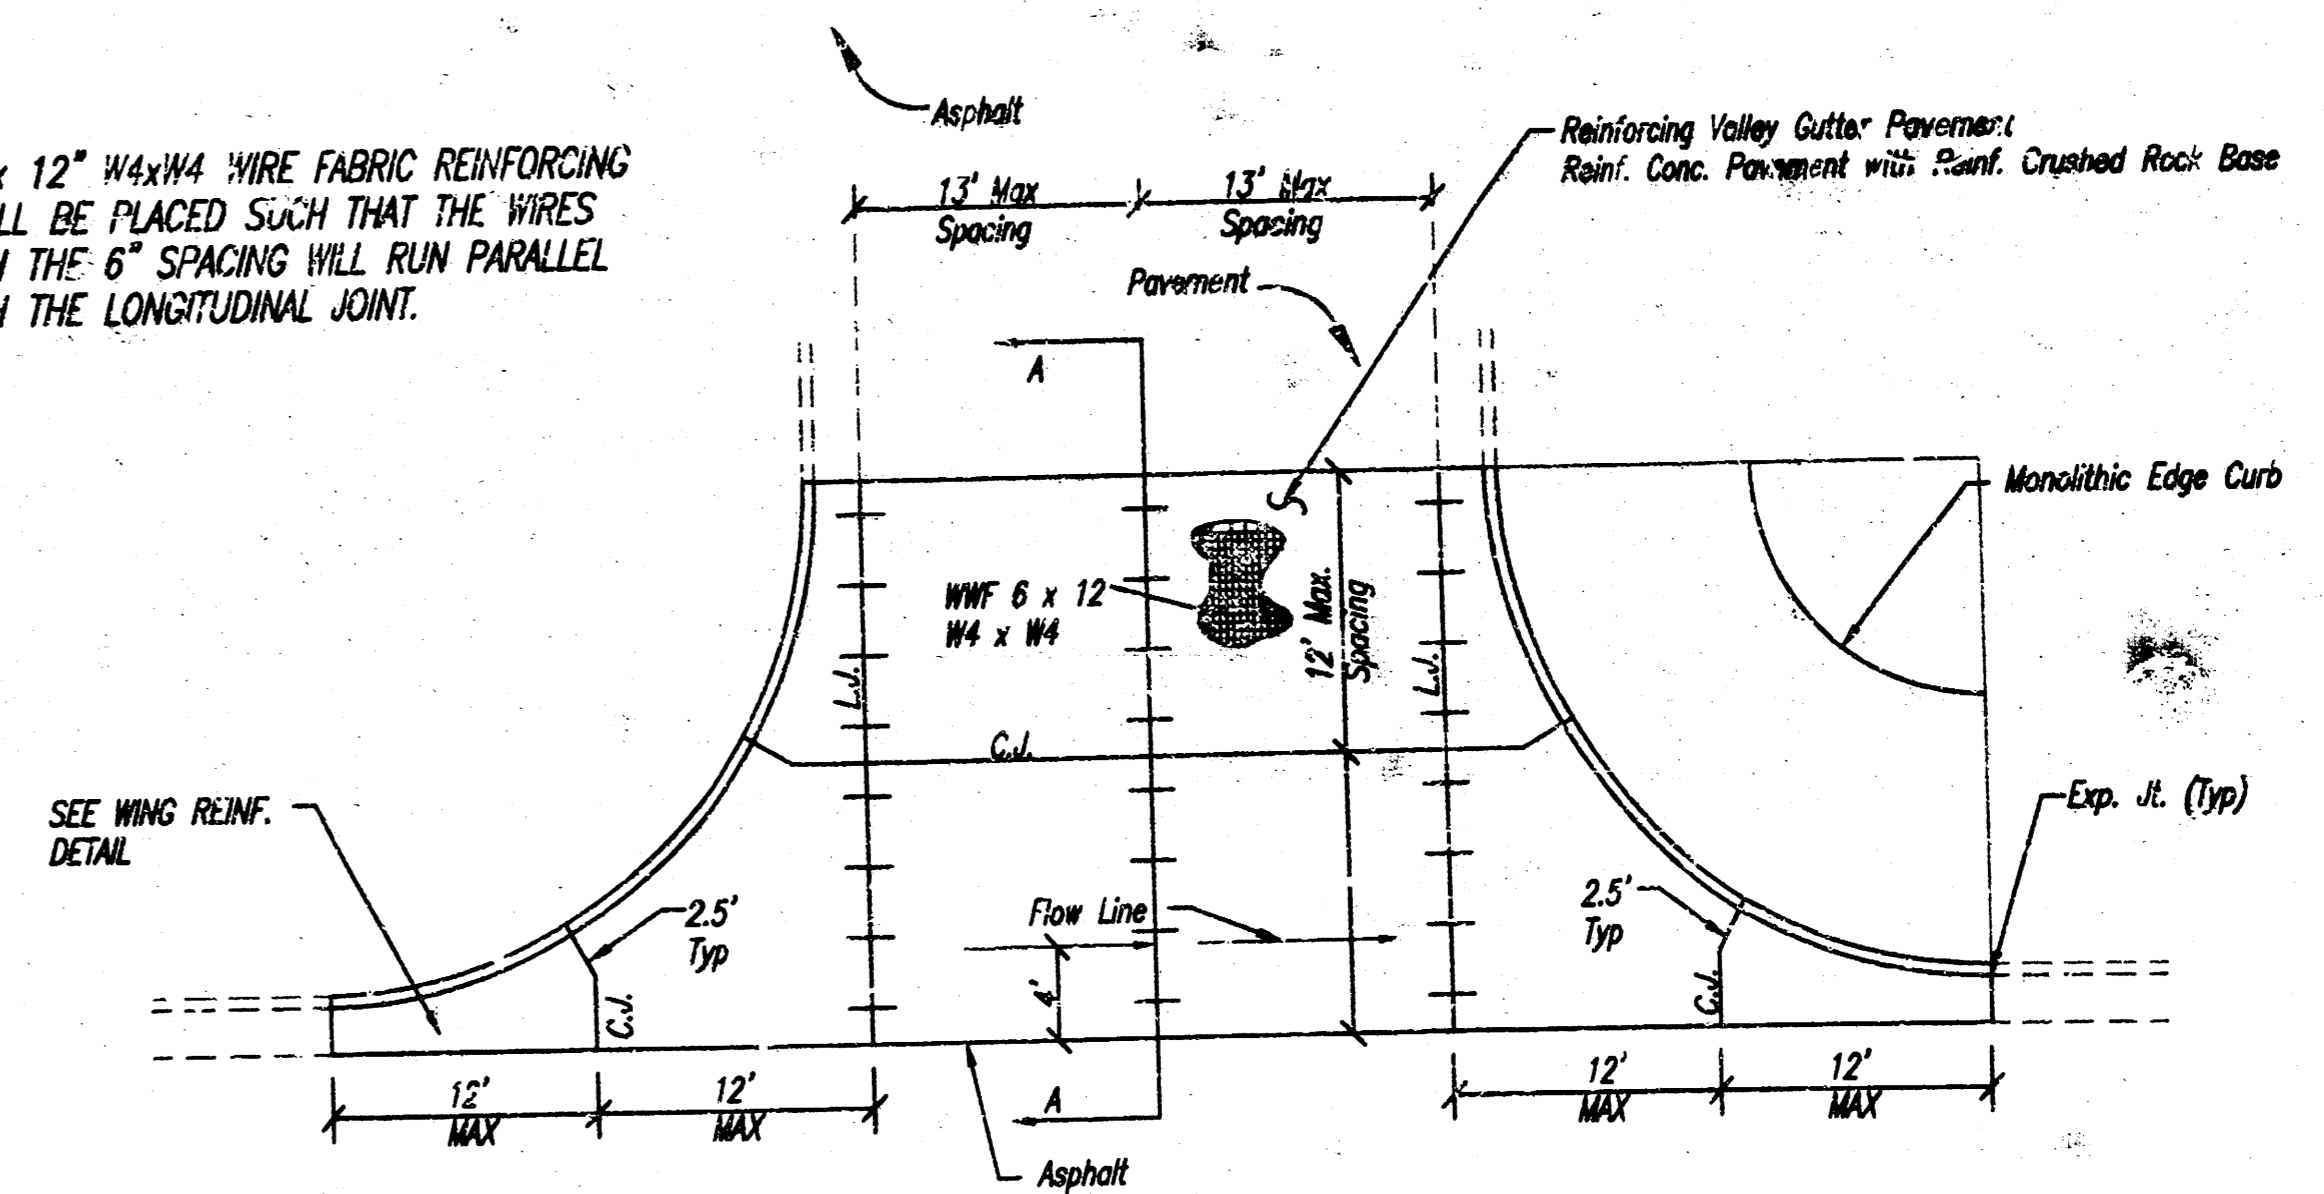 Asphalt
x 12" W4xW4 WIRE FABRIC REINFORCING
LL BE PLACED SUCH THAT THE WIRES
H THE 6" SPACING WILL RUN PARALLEL
H THE LONGITUDINAL JOINT.
Reinforcing Valley Gutter Pavement
Reinf. Conc. Pavement with Reinf. Crushed Rock Base
13' Max
Spacing
13' Max
Spacing
Pavement
A
Monolithic Edge Curb
WWF 6 x 12
W4 x W4
12' Max.
Spacing
L.J.
L.J.
C.J.
SEE WING REINF.
DETAIL
Exp. Jt. (Typ)
2.5'
Typ
Flow Line
2.5'
Typ
4'
C.J.
C.J.
12'
MAX
12'
MAX
A
12'
MAX
12'
MAX
Asphalt